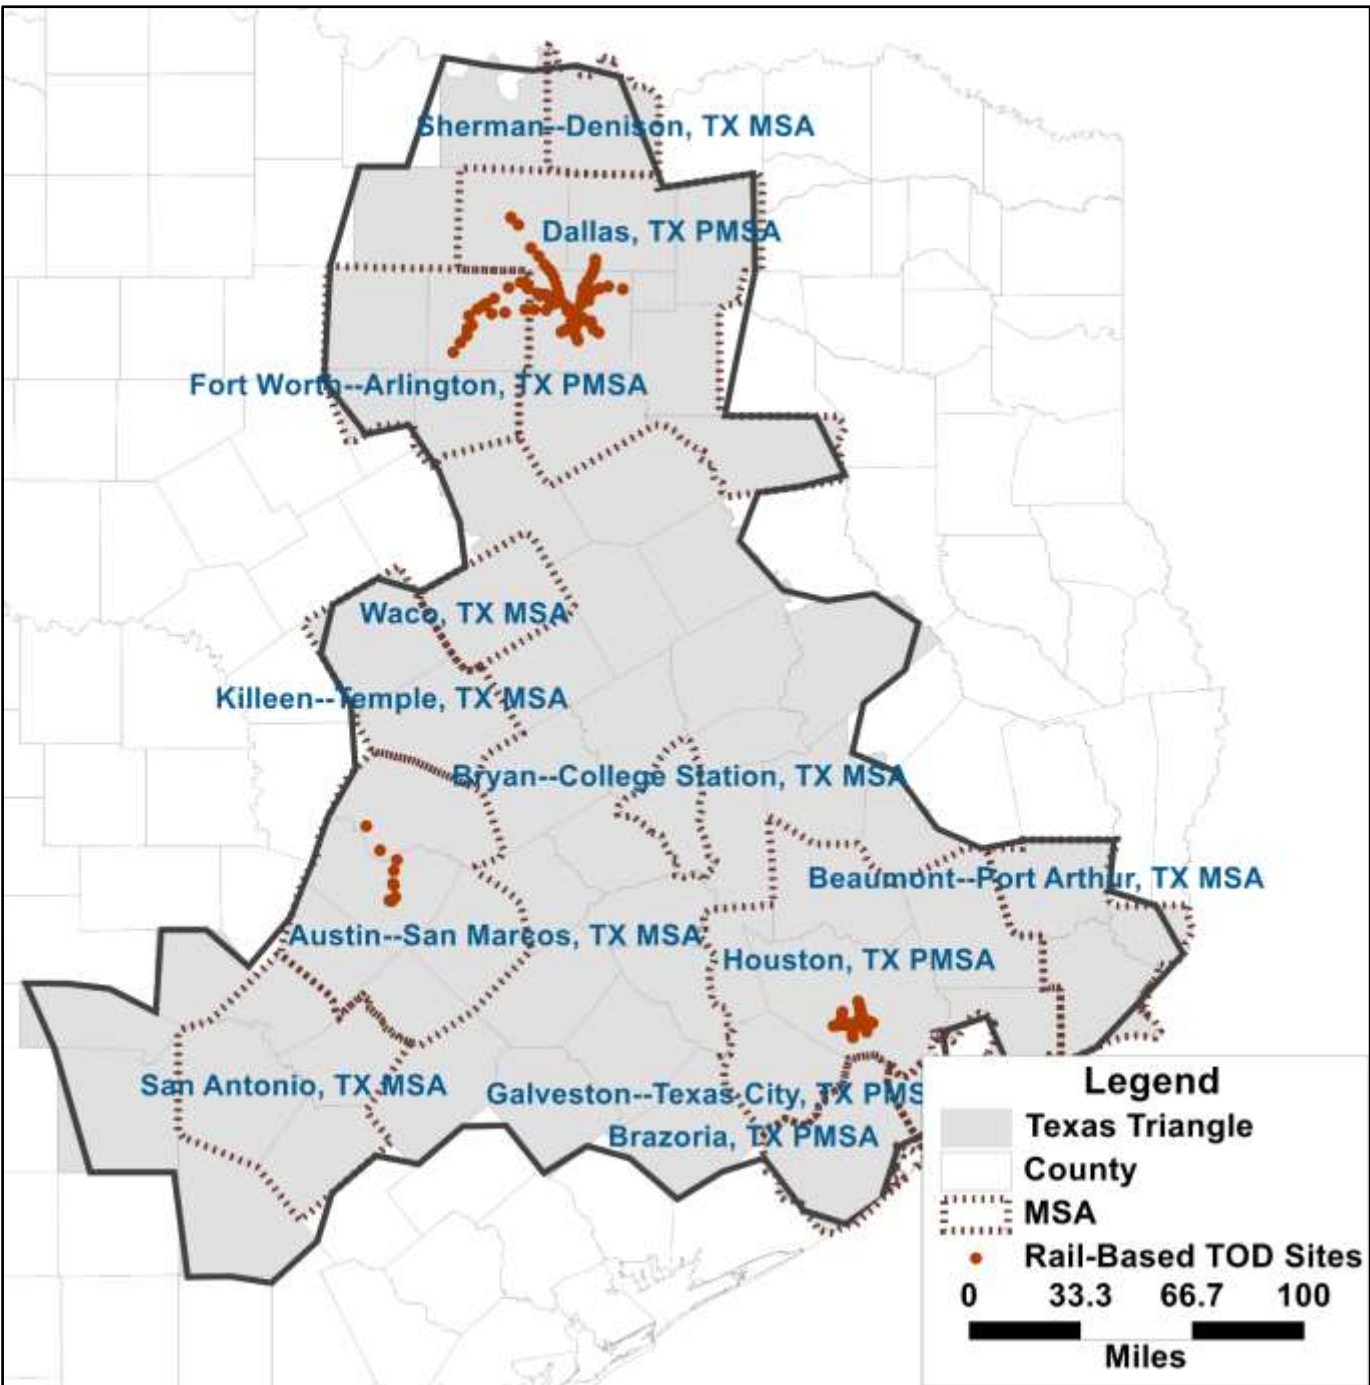 Sherman--Denison, TX MSA
Dallas, TX PMSA
Fort Worth--Arlington, TX PMSA
Waco, TX MSA
Killeen--Temple, TX MSA
Bryan--College Station, TX MSA
Beaumont--Port Arthur, TX MSA
Austin--San Marcos, TX MSA
Houston, TX PMSA
San Antonio, TX MSA
Galveston--Texas City, TX PMS
Brazoria, TX PMSA
Legend
Texas Triangle
County
MSA
Rail-Based TOD Sites
0 33.3 66.7 100
Miles